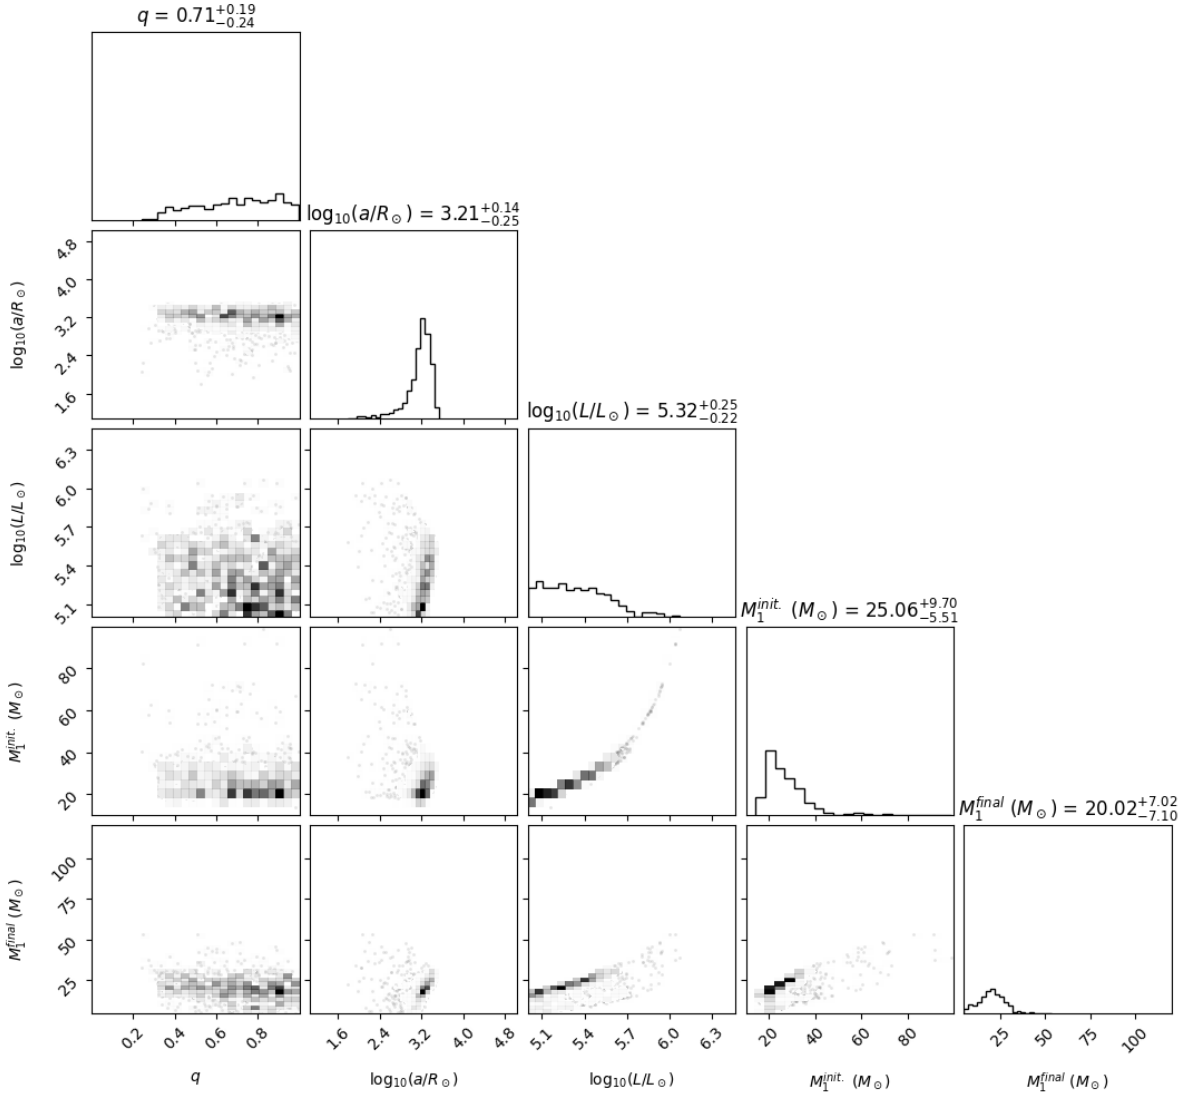 q = 0.71+0.19−0.24
log10(a/R⊙) = 3.21+0.14−0.25
4.8
4.0
3.2
2.4
1.6
log10(a/R⊙)
log10(L/L⊙) = 5.32+0.25−0.22
6.3
6.0
5.7
5.4
5.1
log10(L/L⊙)
M1init. (M⊙) = 25.06+9.70−5.51
80
60
40
20
M1init. (M⊙)
M1final (M⊙) = 20.02+7.02−7.10
100
75
50
25
M1final (M⊙)
0.2 0.4 0.6 0.8 1.6 2.4 3.2 4.0 4.8 5.1 5.4 5.7 6.0 6.3 20 40 60 80 25 50 75 100
q log10(a/R⊙) log10(L/L⊙) M1init. (M⊙) M1final (M⊙)